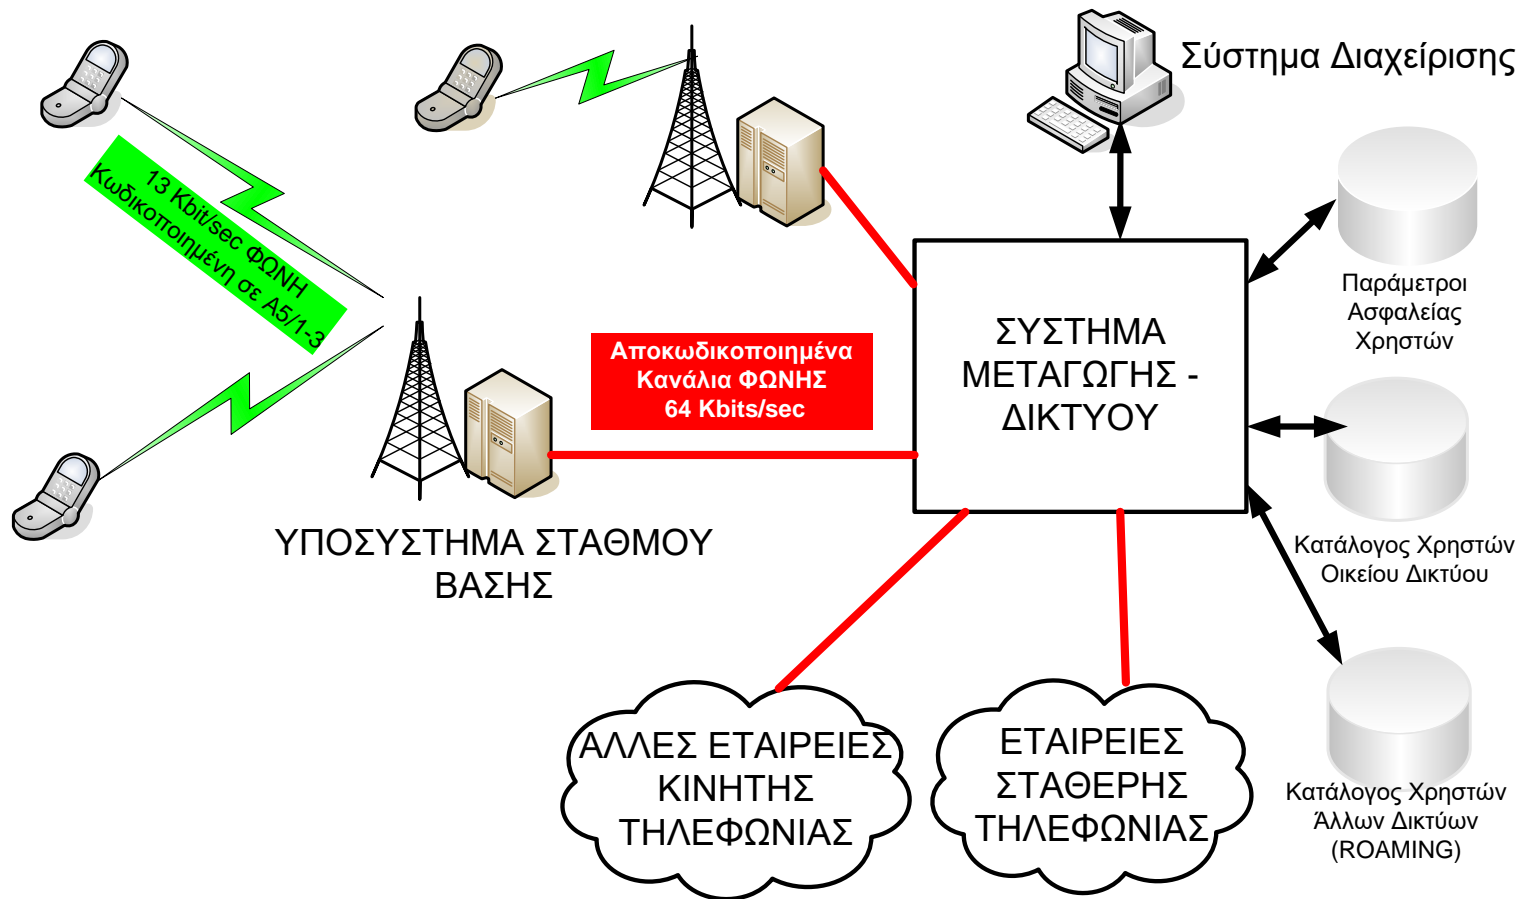 Σύστημα Διαχείρισης
13 Kbit/sec ΦΩΝΗ
Κωδικοποιημένη σε A5/1-3
Παράμετροι
Ασφαλείας
Χρηστών
Αποκωδικοποιημένα
Κανάλια ΦΩΝΗΣ
64 Kbits/sec
ΣΥΣΤΗΜΑ
ΜΕΤΑΓΩΓΗΣ -
ΔΙΚΤΥΟΥ
ΥΠΟΣΥΣΤΗΜΑ ΣΤΑΘΜΟΥ
ΒΑΣΗΣ
Κατάλογος Χρηστών
Οικείου Δικτύου
ΑΛΛΕΣ ΕΤΑΙΡΕΙΕΣ
ΚΙΝΗΤΗΣ
ΤΗΛΕΦΩΝΙΑΣ
ΕΤΑΙΡΕΙΕΣ
ΣΤΑΘΕΡΗΣ
ΤΗΛΕΦΩΝΙΑΣ
Κατάλογος Χρηστών
Άλλων Δικτύων
(ROAMING)